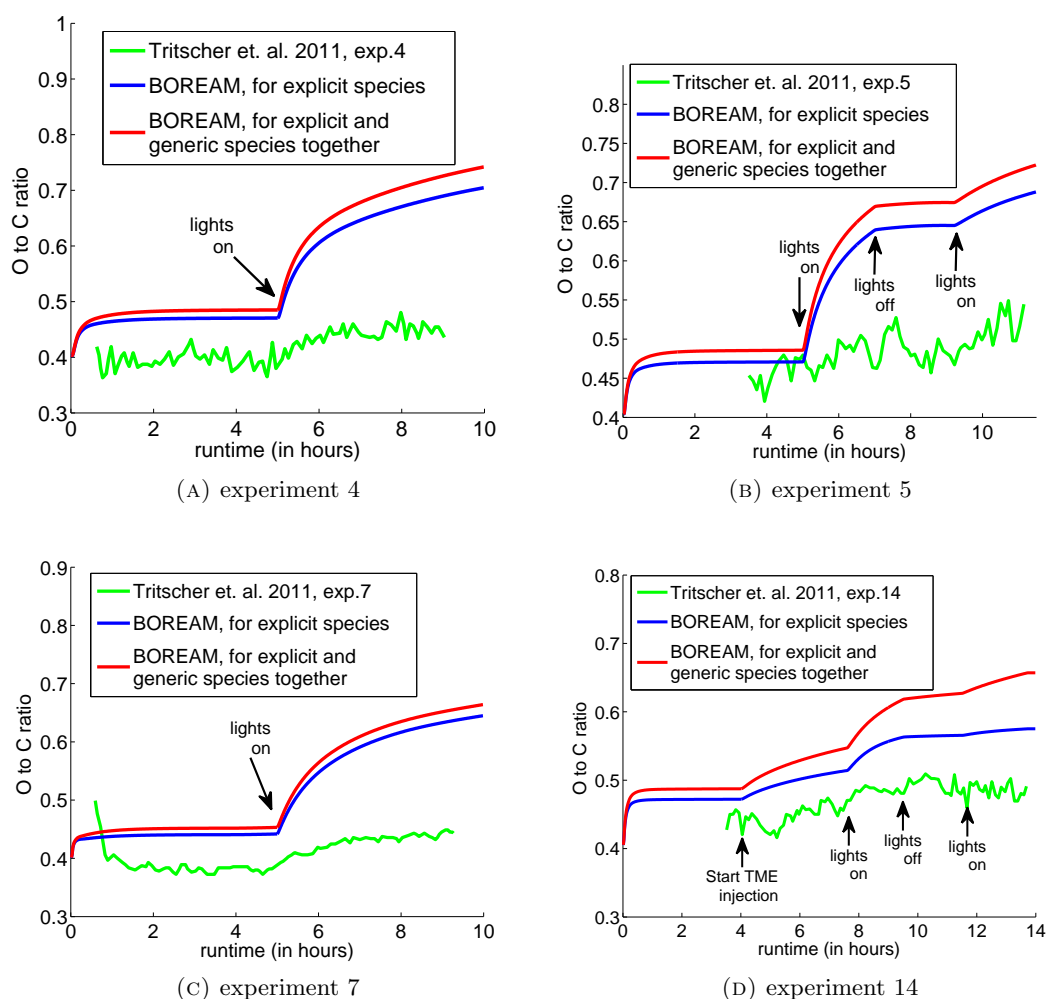 1
0.9
0.8
0.7
0.6
0.5
0.4
0.3
O to C ratio
Tritscher et. al. 2011, exp.4
BOREAM, for explicit species
BOREAM, for explicit and
generic species together
lights
on
0 2 4 6 8 10
runtime (in hours)
(A) experiment 4
0.8
0.75
0.7
0.65
0.6
0.55
0.5
0.45
0.4
O to C ratio
Tritscher et. al. 2011, exp.5
BOREAM, for explicit species
BOREAM, for explicit and
generic species together
lights
on
lights
off
lights
on
0 2 4 6 8 10
runtime (in hours)
(B) experiment 5
0.9
0.8
0.7
0.6
0.5
0.4
0.3
O to C ratio
Tritscher et. al. 2011, exp.7
BOREAM, for explicit species
BOREAM, for explicit and
generic species together
lights
on
0 2 4 6 8 10
runtime (in hours)
(C) experiment 7
0.8
0.7
0.6
0.5
0.4
0.3
O to C ratio
Tritscher et. al. 2011, exp.14
BOREAM, for explicit species
BOREAM, for explicit and
generic species together
Start TME
injection
lights
on
lights
off
lights
on
0 2 4 6 8 10 12 14
runtime (in hours)
(D) experiment 14